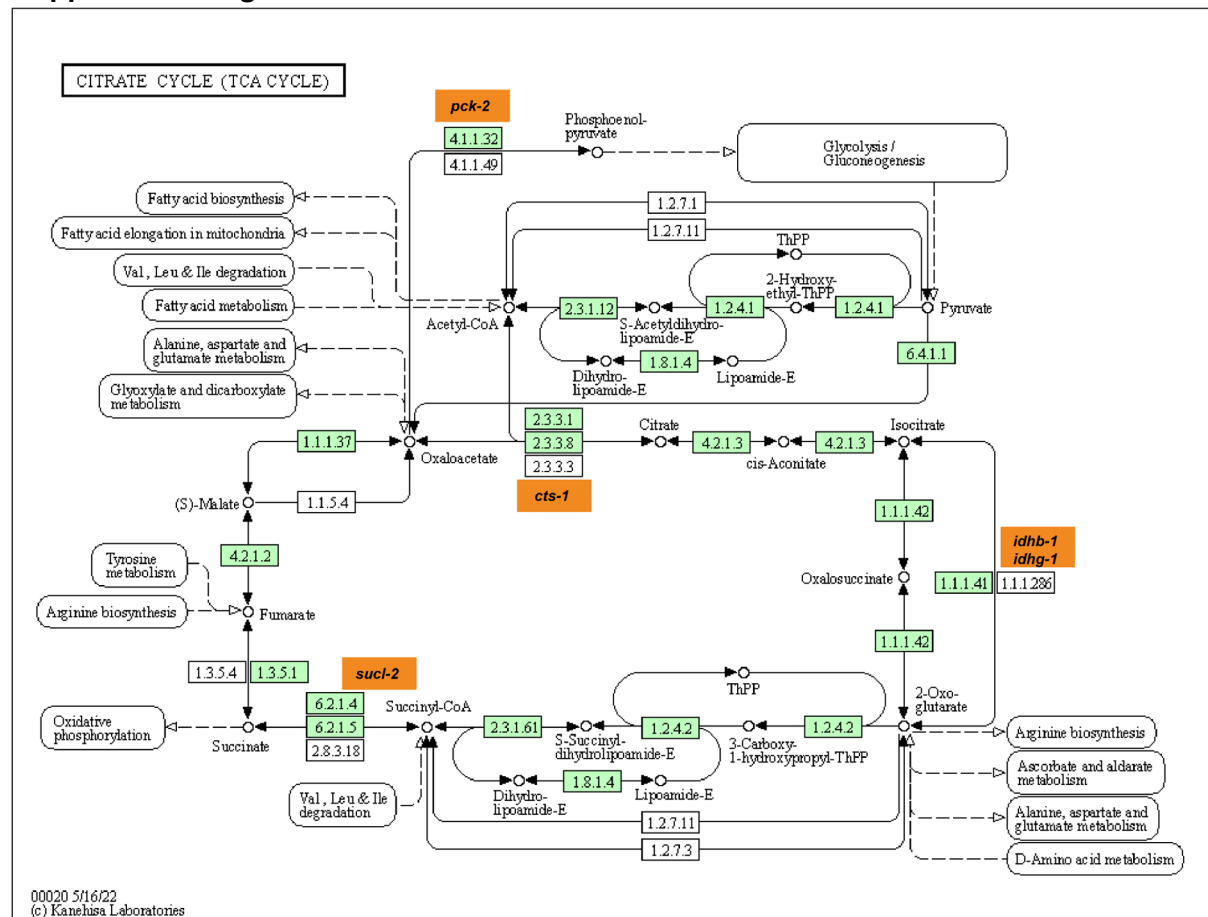 CITRATE CYCLE (TCA CYCLE)
pck-2
4.1.1.32
4.1.1.49
Phosphoenol-
pyruvate
Glycolysis /
Gluconeogenesis
Fatty acid biosynthesis
Fatty acid elongation in mitochondria
Val, Leu & Ile degradation
Fatty acid metabolism
Alanine, aspartate and
glutamate metabolism
Glyoxylate and dicarboxylate
metabolism
1.2.7.1
1.2.7.11
ThPP
2-Hydroxy-
ethyl-ThPP
2.3.1.12
1.2.4.1
1.2.4.1
Acetyl-CoA
S-Acetyldihydro-
lipoamide-E
Pyruvate
1.8.1.4
Dihydro-
lipoamide-E
Lipoamide-E
6.4.1.1
1.1.1.37
Oxaloacetate
2.3.3.1
2.3.3.8
2.3.3.3
cts-1
Citrate
4.2.1.3
cis-Aconitate
4.2.1.3
Isocitrate
(S)-Malate
1.1.5.4
1.1.1.42
Tyrosine
metabolism
4.2.1.2
idhb-1
idhg-1
Oxalosuccinate
1.1.1.41
1.1.1.286
Arginine biosynthesis
Fumarate
1.1.1.42
1.3.5.4
1.3.5.1
sucl-2
ThPP
6.2.1.4
6.2.1.5
2.8.3.18
Succinyl-CoA
2-Oxo-
glutarate
Oxidative
phosphorylation
Succinate
2.3.1.61
S-Succinyl-
dihydrolipoamide-E
1.2.4.2
3-Carboxy-
1-hydroxypropyl-ThPP
1.2.4.2
Arginine biosynthesis
Ascorbate and aldarate
metabolism
Val, Leu & Ile
degradation
Dihydro-
lipoamide-E
1.8.1.4
Lipoamide-E
Alanine, aspartate and
glutamate metabolism
1.2.7.11
1.2.7.3
D-Amino acid metabolism
00020 5/16/22
(c) Kanehisa Laboratories